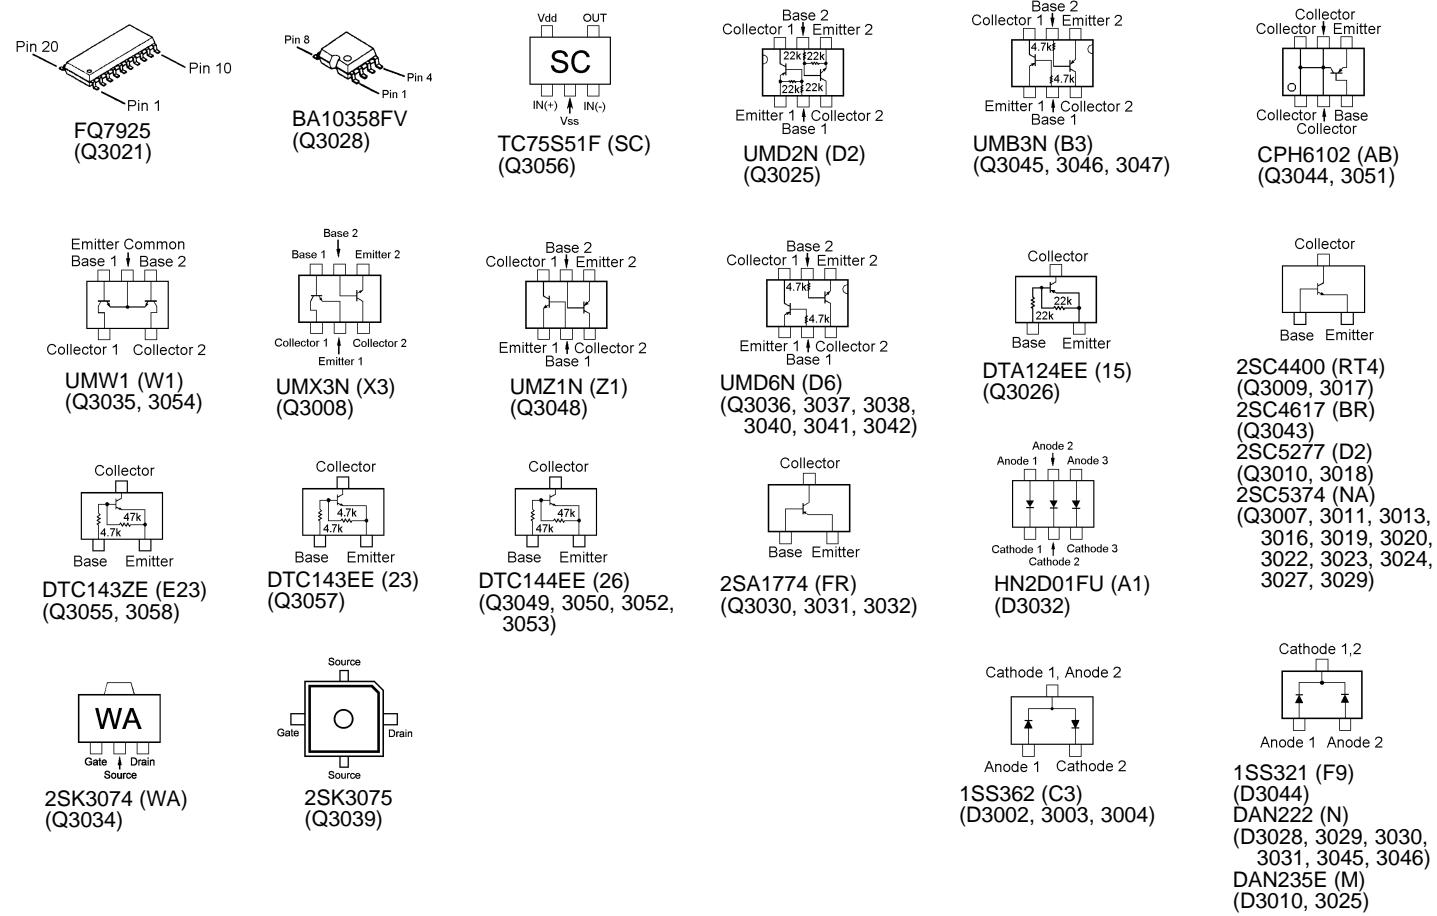 Pin 20
Pin 10
Pin 1
FQ7925
(Q3021)
Pin 8
Pin 4
Pin 1
BA10358FV
(Q3028)
Vdd OUT
SC
IN(+) IN(-)
Vss
TC75S51F (SC)
(Q3056)
Base 2
Collector 1 Emitter 2
22k 22k
22k 22k
Emitter 1 Collector 2
Base 1
UMD2N (D2)
(Q3025)
Base 2
Collector 1 Emitter 2
4.7k
4.7k
Emitter 1 Collector 2
Base 1
UMB3N (B3)
(Q3045, 3046, 3047)
Collector
Collector Emitter
Collector Base
Collector
CPH6102 (AB)
(Q3044, 3051)
Emitter Common
Base 1 Base 2
Collector 1 Collector 2
UMW1 (W1)
(Q3035, 3054)
Base 2
Base 1 Emitter 2
Collector 1 Collector 2
Emitter 1
UMX3N (X3)
(Q3008)
Base 2
Collector 1 Emitter 2
Emitter 1 Collector 2
Base 1
UMZ1N (Z1)
(Q3048)
Base 2
Collector 1 Emitter 2
4.7k
4.7k
Emitter 1 Collector 2
Base 1
UMD6N (D6)
(Q3036, 3037, 3038,
3040, 3041, 3042)
Collector
22k
22k
Base Emitter
DTA124EE (15)
(Q3026)
Collector
Base Emitter
2SC4400 (RT4)
(Q3009, 3017)
2SC4617 (BR)
(Q3043)
2SC5277 (D2)
(Q3010, 3018)
2SC5374 (NA)
(Q3007, 3011, 3013,
3016, 3019, 3020,
3022, 3023, 3024,
3027, 3029)
Collector
47k
4.7k
Base Emitter
DTC143ZE (E23)
(Q3055, 3058)
Collector
4.7k
4.7k
Base Emitter
DTC143EE (23)
(Q3057)
Collector
47k
47k
Base Emitter
DTC144EE (26)
(Q3049, 3050, 3052,
3053)
Collector
Base Emitter
2SA1774 (FR)
(Q3030, 3031, 3032)
Anode 2
Anode 1 Anode 3
Cathode 1 Cathode 3
Cathode 2
HN2D01FU (A1)
(D3032)
WA
Gate Drain
Source
2SK3074 (WA)
(Q3034)
Source
Gate Drain
Source
2SK3075
(Q3039)
Cathode 1, Anode 2
Anode 1 Cathode 2
1SS362 (C3)
(D3002, 3003, 3004)
Cathode 1,2
Anode 1 Anode 2
1SS321 (F9)
(D3044)
DAN222 (N)
(D3028, 3029, 3030,
3031, 3045, 3046)
DAN235E (M)
(D3010, 3025)